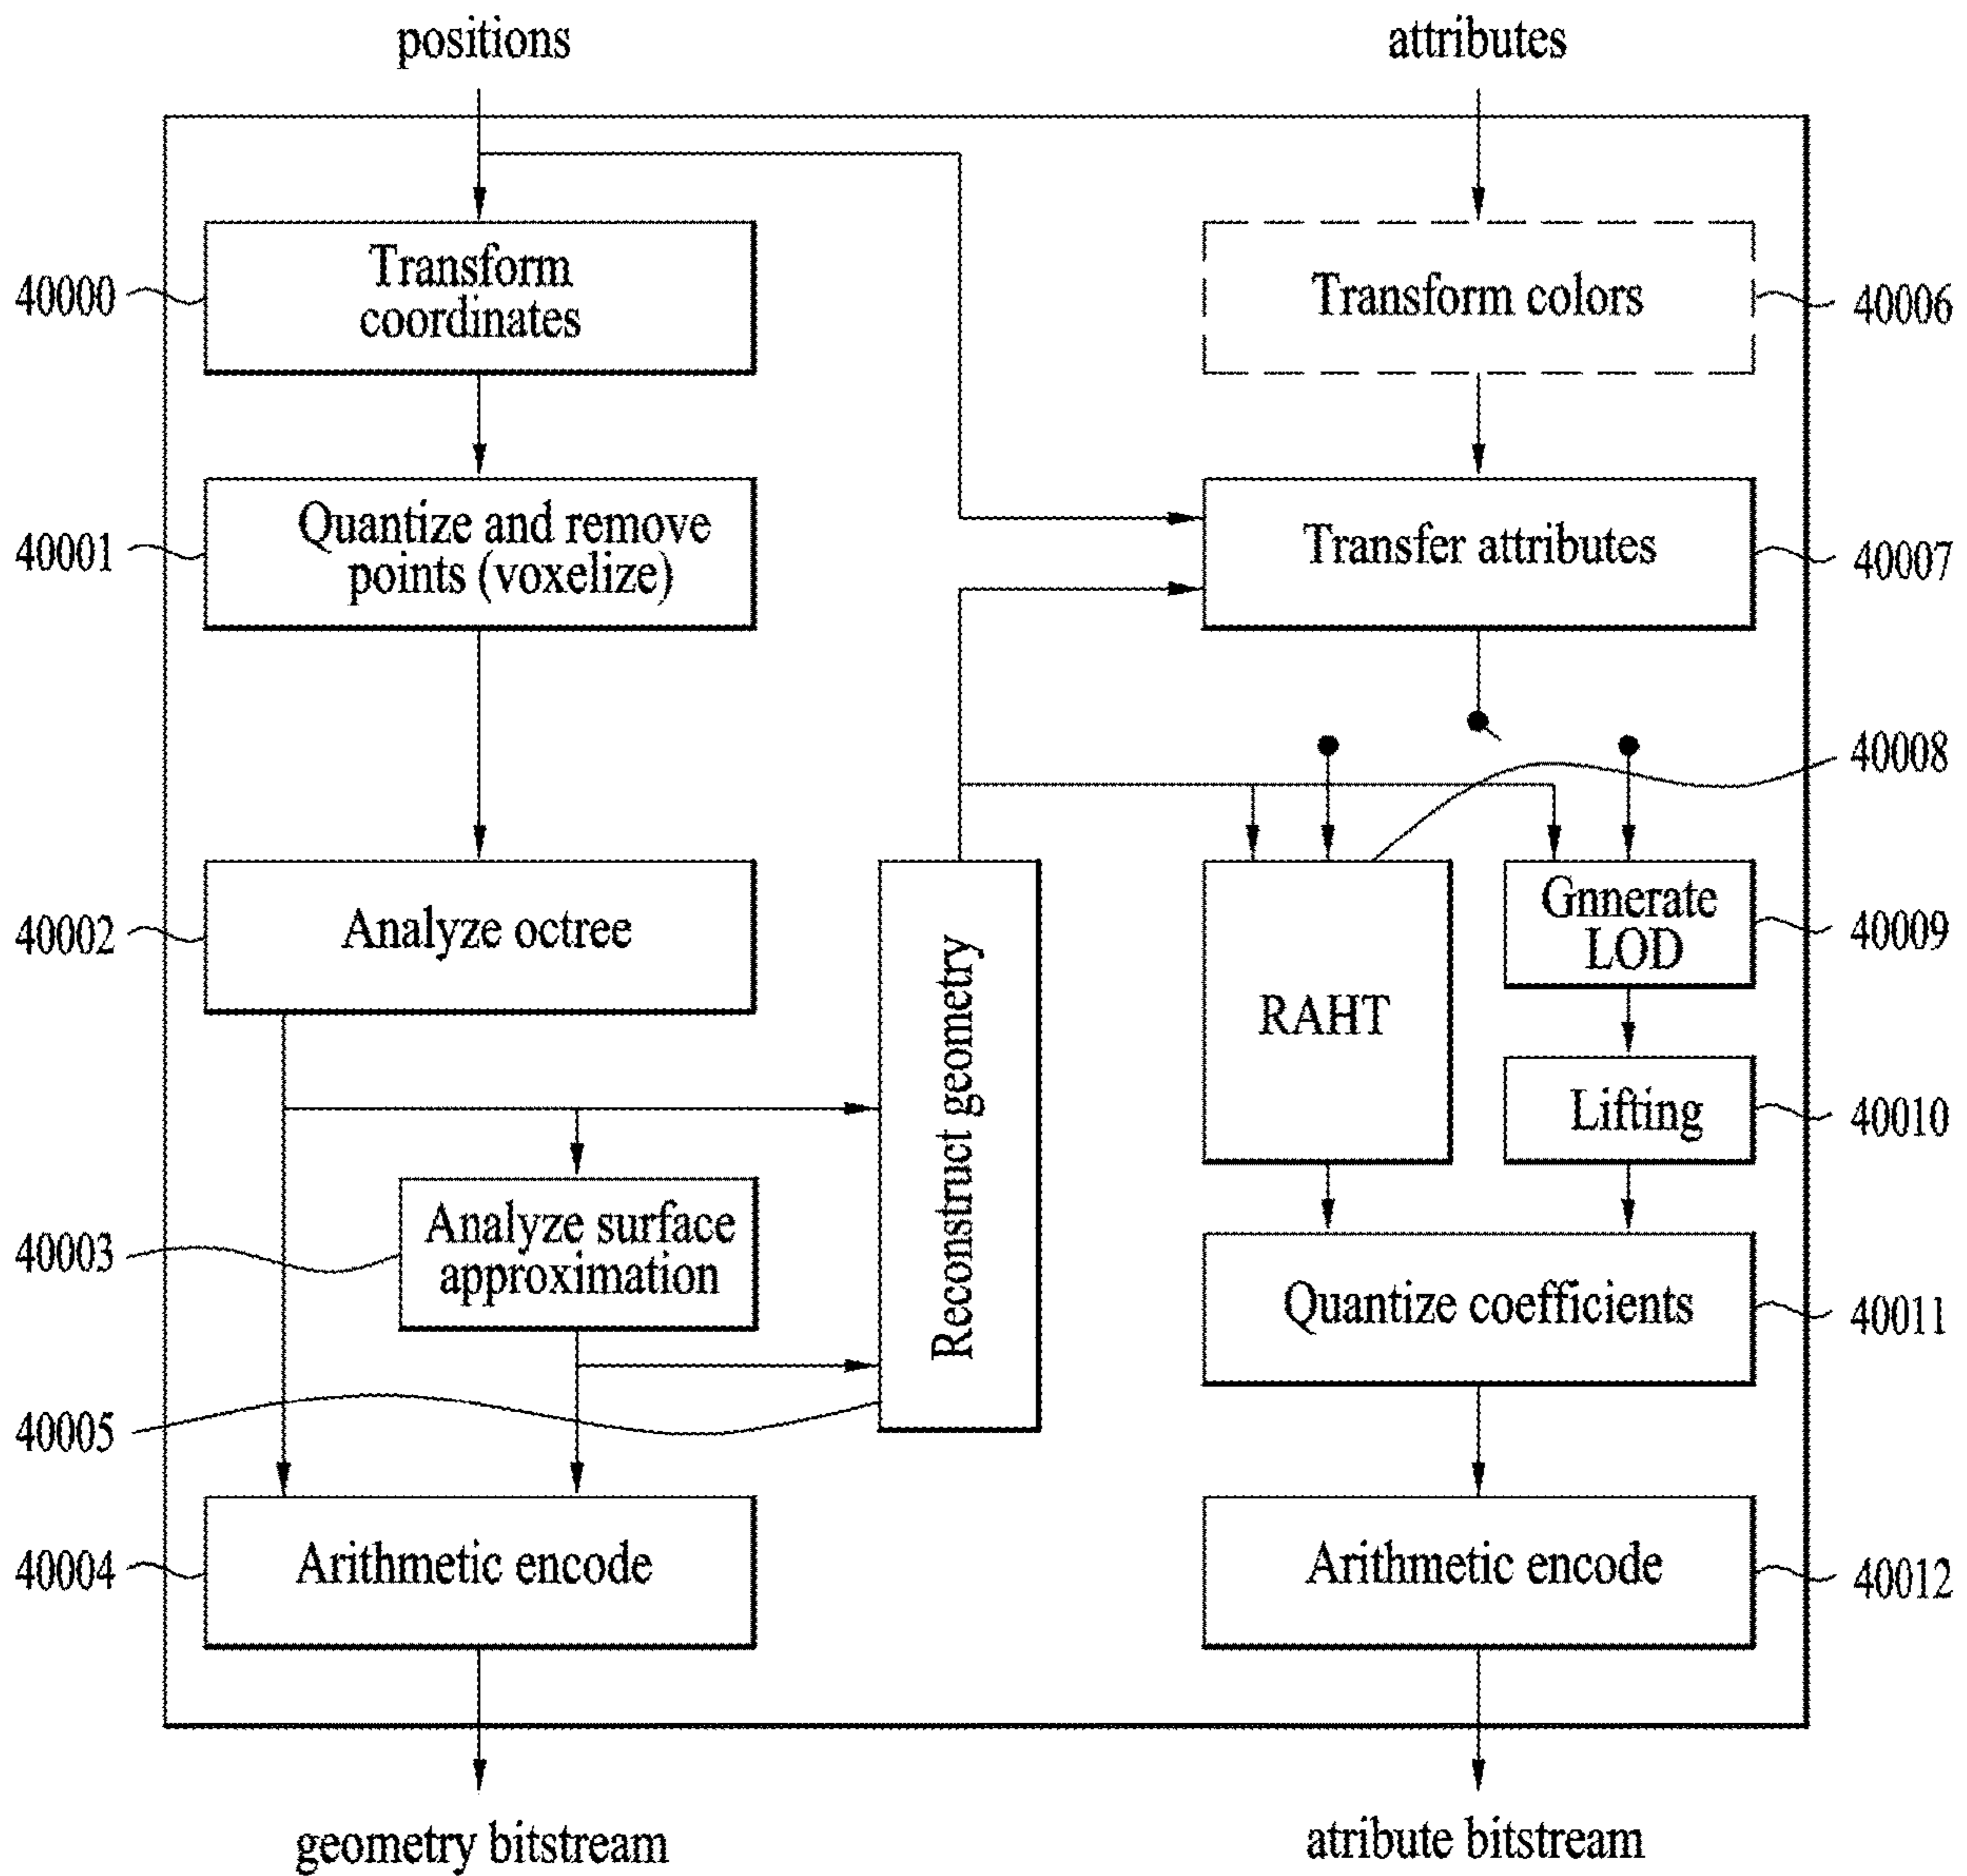 positions
attributes
Transform
coordinates
40000
Transform colors
40006
Quantize and remove
points (voxelize)
40001
Transfer attributes
40007
40008
Analyze octree
40002
Reconstruct geometry
RAHT
Gnnerate
LOD
40009
Lifting
40010
Analyze surface
approximation
40003
Quantize coefficients
40011
40005
Arithmetic encode
40004
Arithmetic encode
40012
geometry bitstream
atribute bitstream